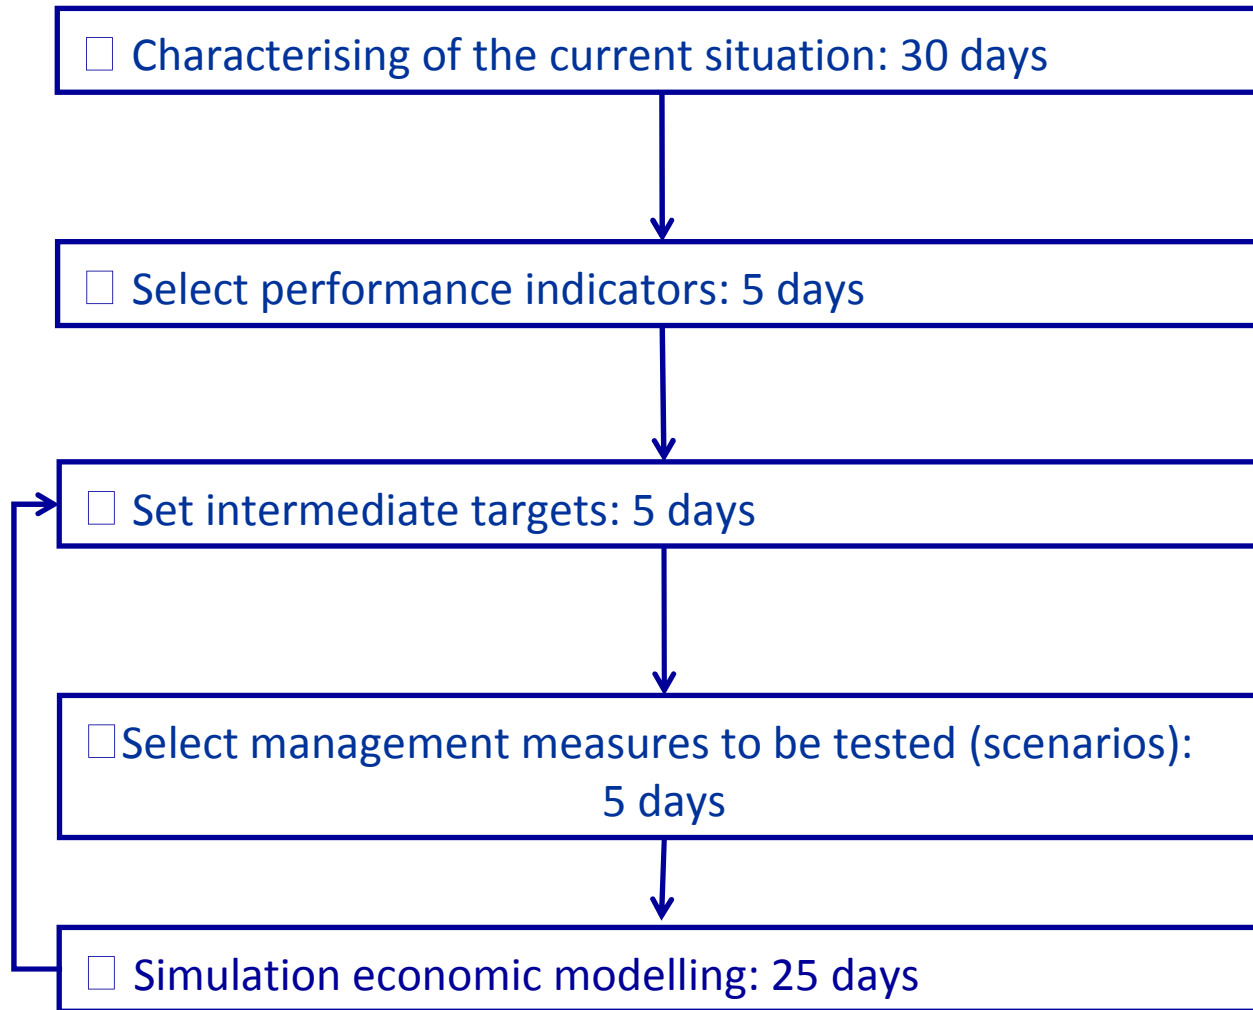 Characterising of the current situation: 30 days
Select performance indicators: 5 days
Set intermediate targets: 5 days
Select management measures to be tested (scenarios):
5 days
Simulation economic modelling: 25 days